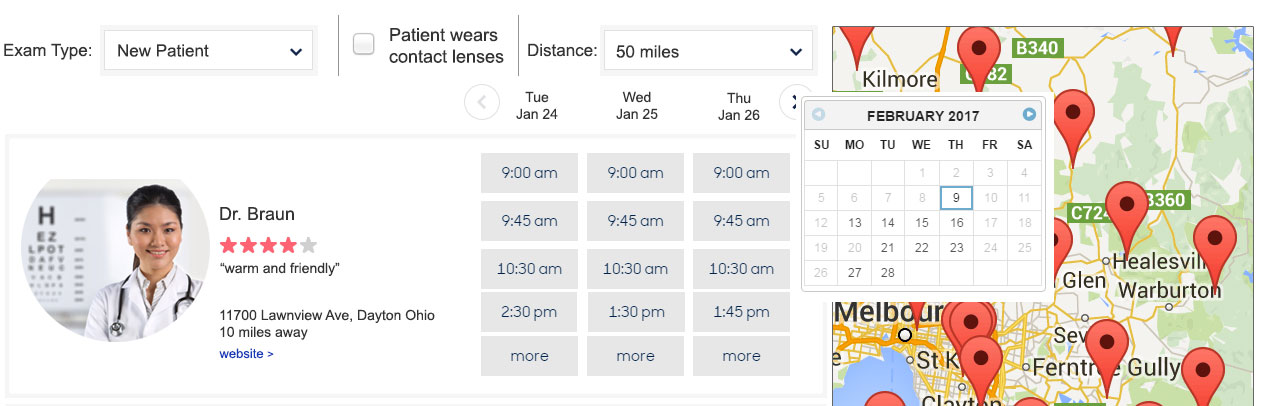 Exam Type:
New Patient
Patient wears
contact lenses
Distance:
50 miles
Tue
Jan 24
Wed
Jan 25
Thu
Jan 26
Dr. Braun
“warm and friendly”
11700 Lawnview Ave, Dayton Ohio
10 miles away
website >
9:00 am 9:00 am 9:00 am
9:45 am 9:45 am 9:45 am
10:30 am 10:30 am 10:30 am
2:30 pm 1:30 pm 1:45 pm
more more more
FEBRUARY 2017
SU MO TU WE TH FR SA
1 2 3 4
5 6 7 8 9 10 11
12 13 14 15 16 17 18
19 20 21 22 23 24 25
26 27 28
B340
Kilmore
C724
B360
Healesvil
Glen
Warburton
Melbour
St K
Ferntr Gully
Clayton